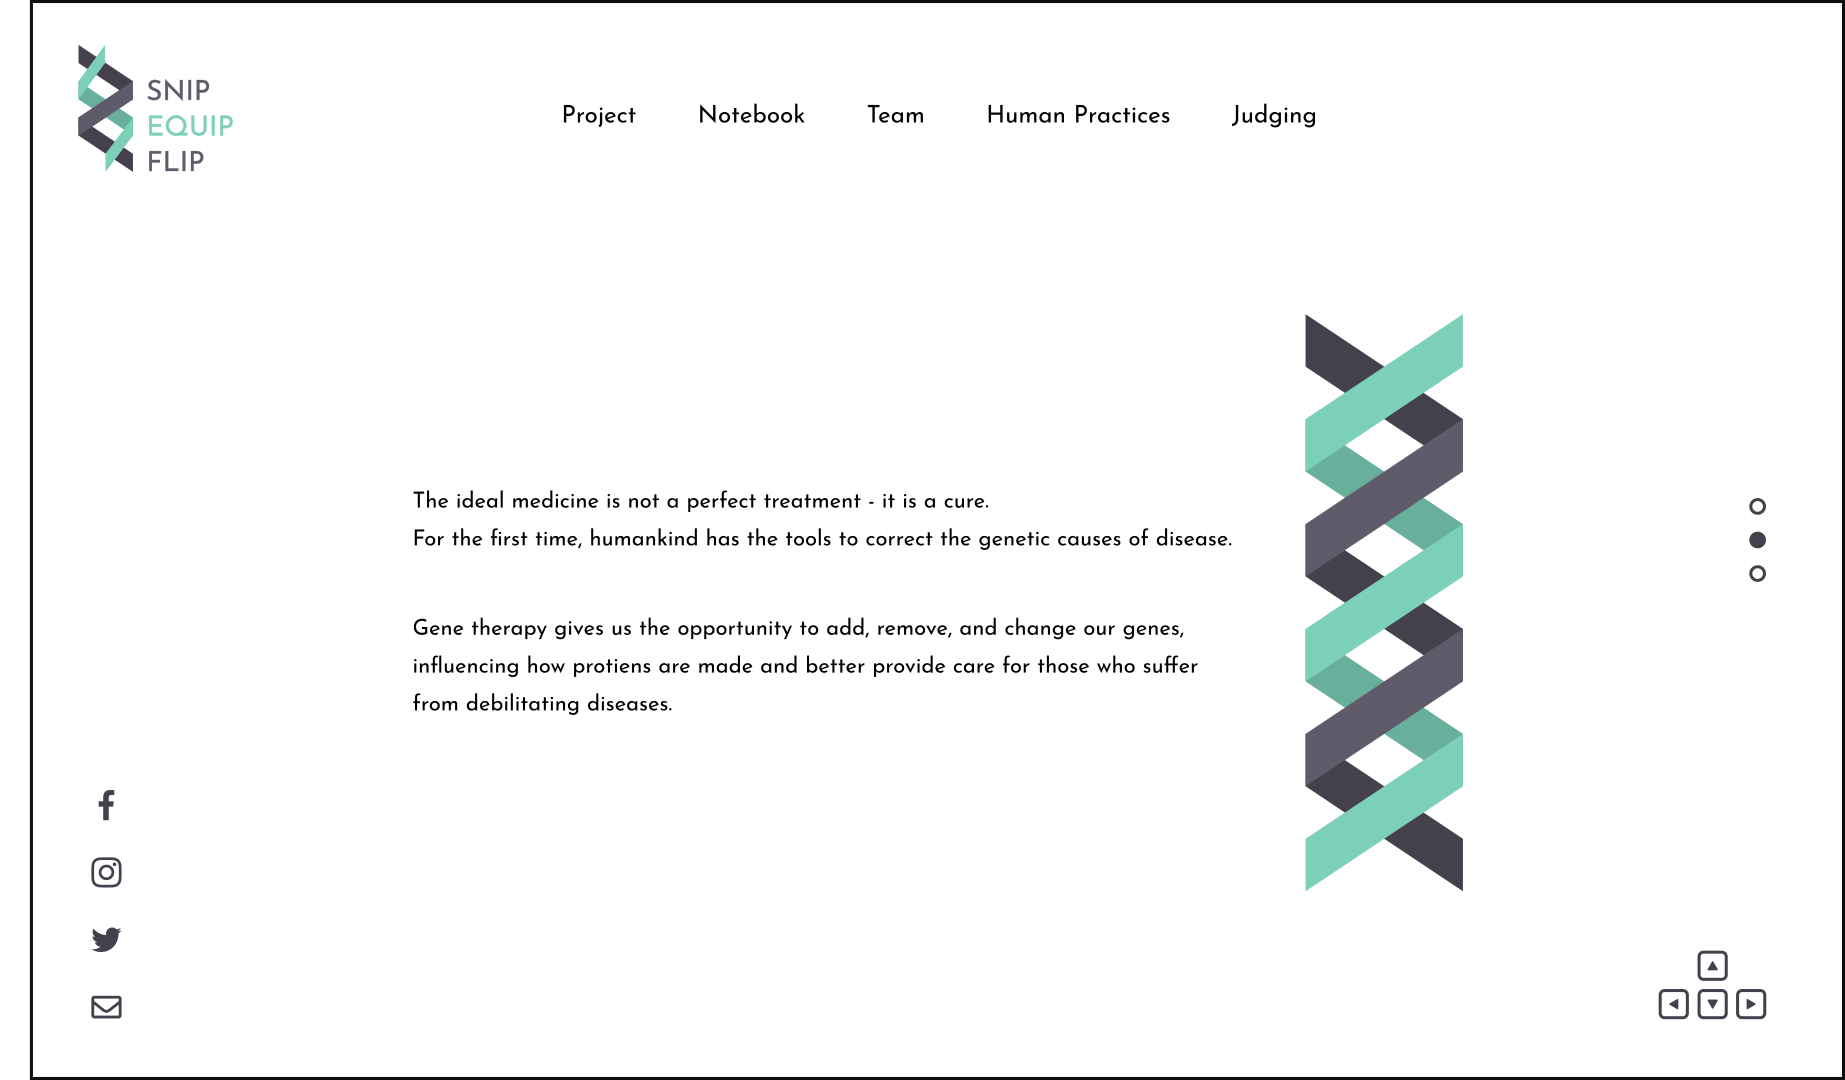 SNIP
EQUIP
FLIP
Project Notebook Team Human Practices Judging
The ideal medicine is not a perfect treatment - it is a cure.
For the first time, humankind has the tools to correct the genetic causes of disease.
Gene therapy gives us the opportunity to add, remove, and change our genes,
influencing how protiens are made and better provide care for those who suffer
from debilitating diseases.